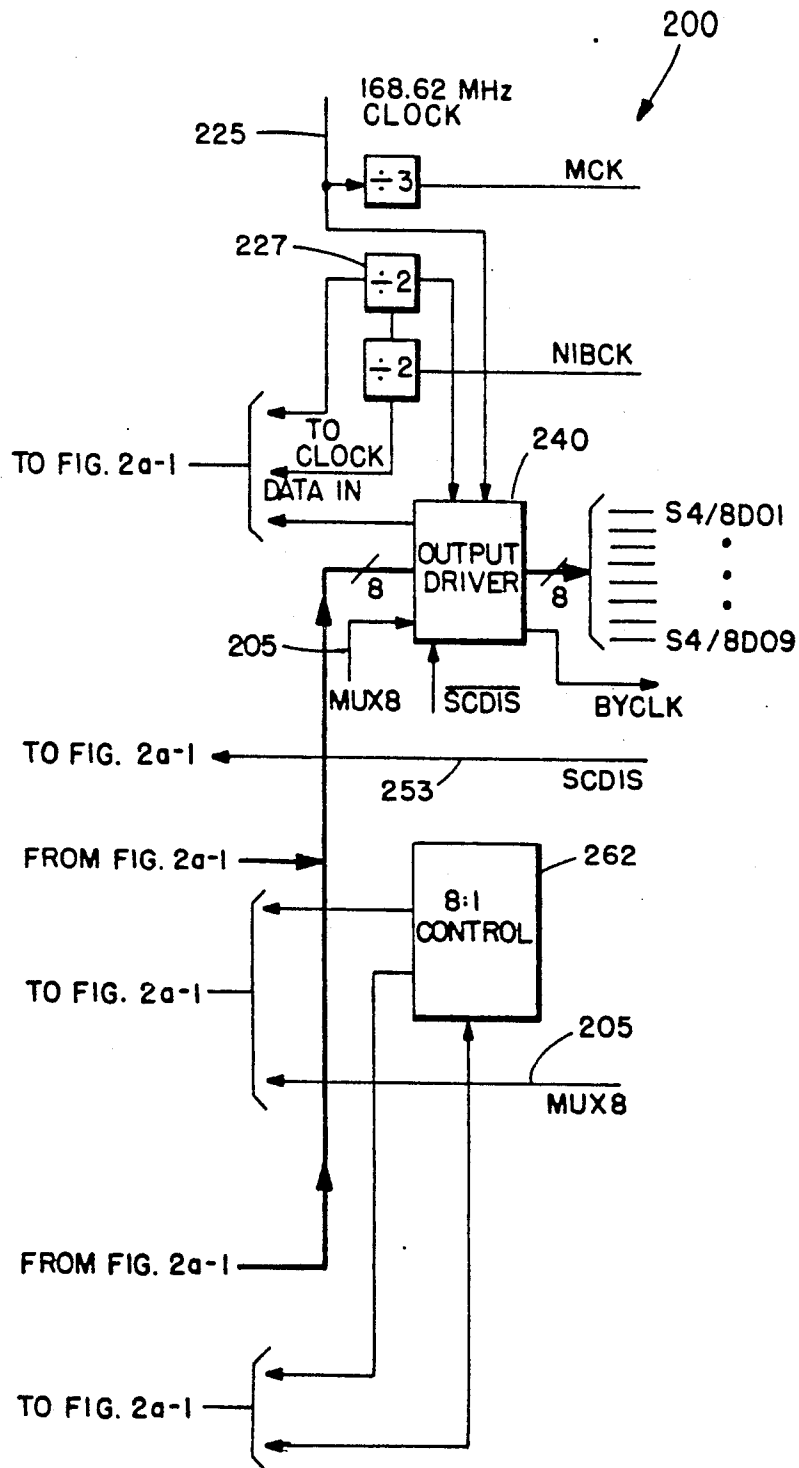 200
168.62 MHz
CLOCK
225
÷3
MCK
227
÷2
÷2
NIBCK
TO
CLOCK
TO FIG. 2a-1
DATA IN
240
OUTPUT
DRIVER
8
8
S4/8D01
S4/8D09
205
MUX8
SCDIS
BYCLK
TO FIG. 2a-1
253
SCDIS
FROM FIG. 2a-1
262
8:1
CONTROL
TO FIG. 2a-1
205
MUX8
FROM FIG. 2a-1
TO FIG. 2a-1